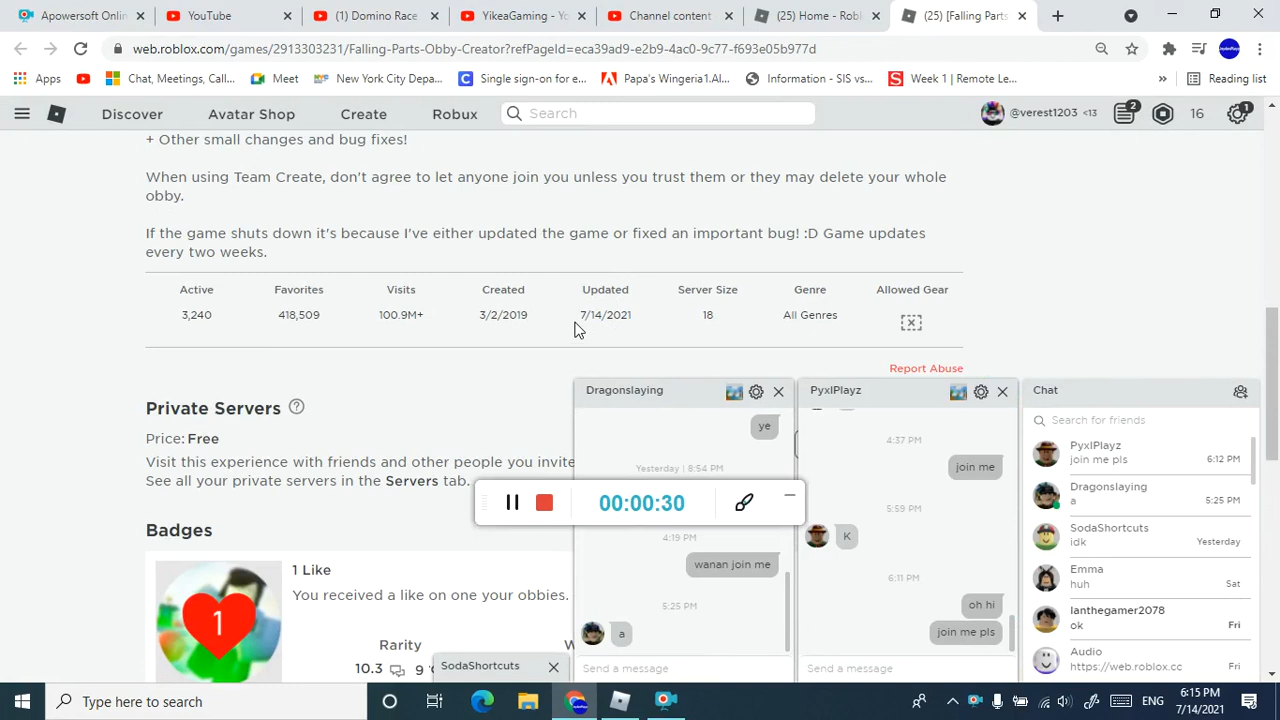 Apowersoft Onlin
YouTube
(1) Domino Race
YikeaGaming - Yo
Channel content
(25) Home - Robl
(25) [Falling Parts
web.roblox.com/games/2913303231/Falling-Parts-Obby-Creator?refPageId=eca39ad9-e2b9-4ac0-9c77-f693e05b977d
Apps
Chat, Meetings, Call...
Meet
New York City Depa...
Single sign-on for e...
Papa's Wingeria1.A...
Information - SIS vs...
Week 1 | Remote Le...
»
Reading list
Discover
Avatar Shop
Create
Robux
Search
@verest1203 <13
2
16
1
+ Other small changes and bug fixes!
When using Team Create, don't agree to let anyone join you unless you trust them or they may delete your whole
obby.
If the game shuts down it's because I've either updated the game or fixed an important bug! :D Game updates
every two weeks.
Active Favorites Visits Created Updated Server Size Genre Allowed Gear
3,240 418,509 100.9M+ 3/2/2019 7/14/2021 18 All Genres
Report Abuse
Private Servers
Price: Free
Visit this experience with friends and other people you invite
See all your private servers in the Servers tab.
Badges
1
1 Like
You received a like on one your obbies.
Rarity
10.3
9
SodaShortcuts
Dragonslaying
ye
Yesterday | 8:54 PM
00:00:30
4:19 PM
wanan join me
5:25 PM
a
Send a message
PyxlPlayz
4:37 PM
join me
5:59 PM
K
6:11 PM
oh hi
join me pls
Send a message
Chat
Search for friends
PyxlPlayz
join me pls 6:12 PM
Dragonslaying
a 5:25 PM
SodaShortcuts
idk Yesterday
Emma
huh Sat
Ianthegamer2078
ok Fri
Audio
https://web.roblox.cc Fri
Type here to search
ENG
6:15 PM
7/14/2021